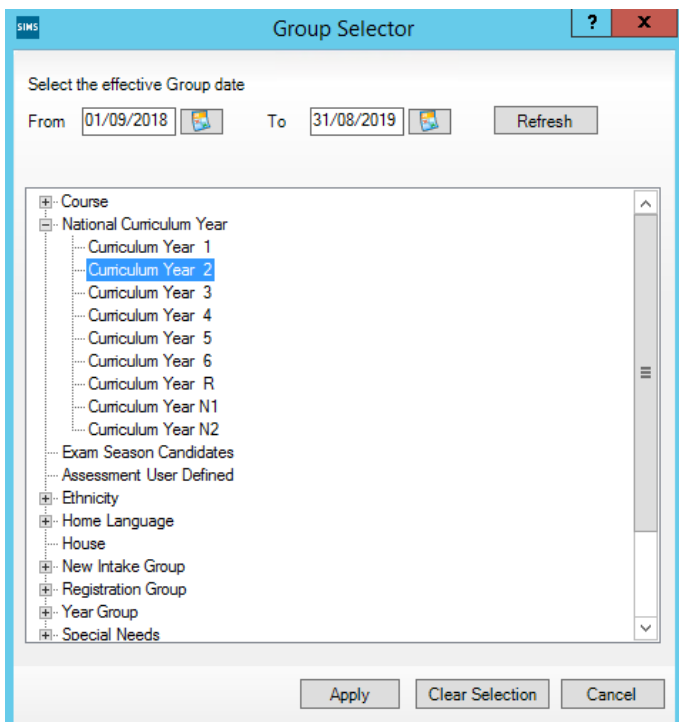 SIMS Group Selector ? x
Select the effective Group date
From 01/09/2018 To 31/08/2019 Refresh
Course
National Curriculum Year
Curriculum Year 1
Curriculum Year 2
Curriculum Year 3
Curriculum Year 4
Curriculum Year 5
Curriculum Year 6
Curriculum Year R
Curriculum Year N1
Curriculum Year N2
Exam Season Candidates
Assessment User Defined
Ethnicity
Home Language
House
New Intake Group
Registration Group
Year Group
Special Needs
Apply Clear Selection Cancel